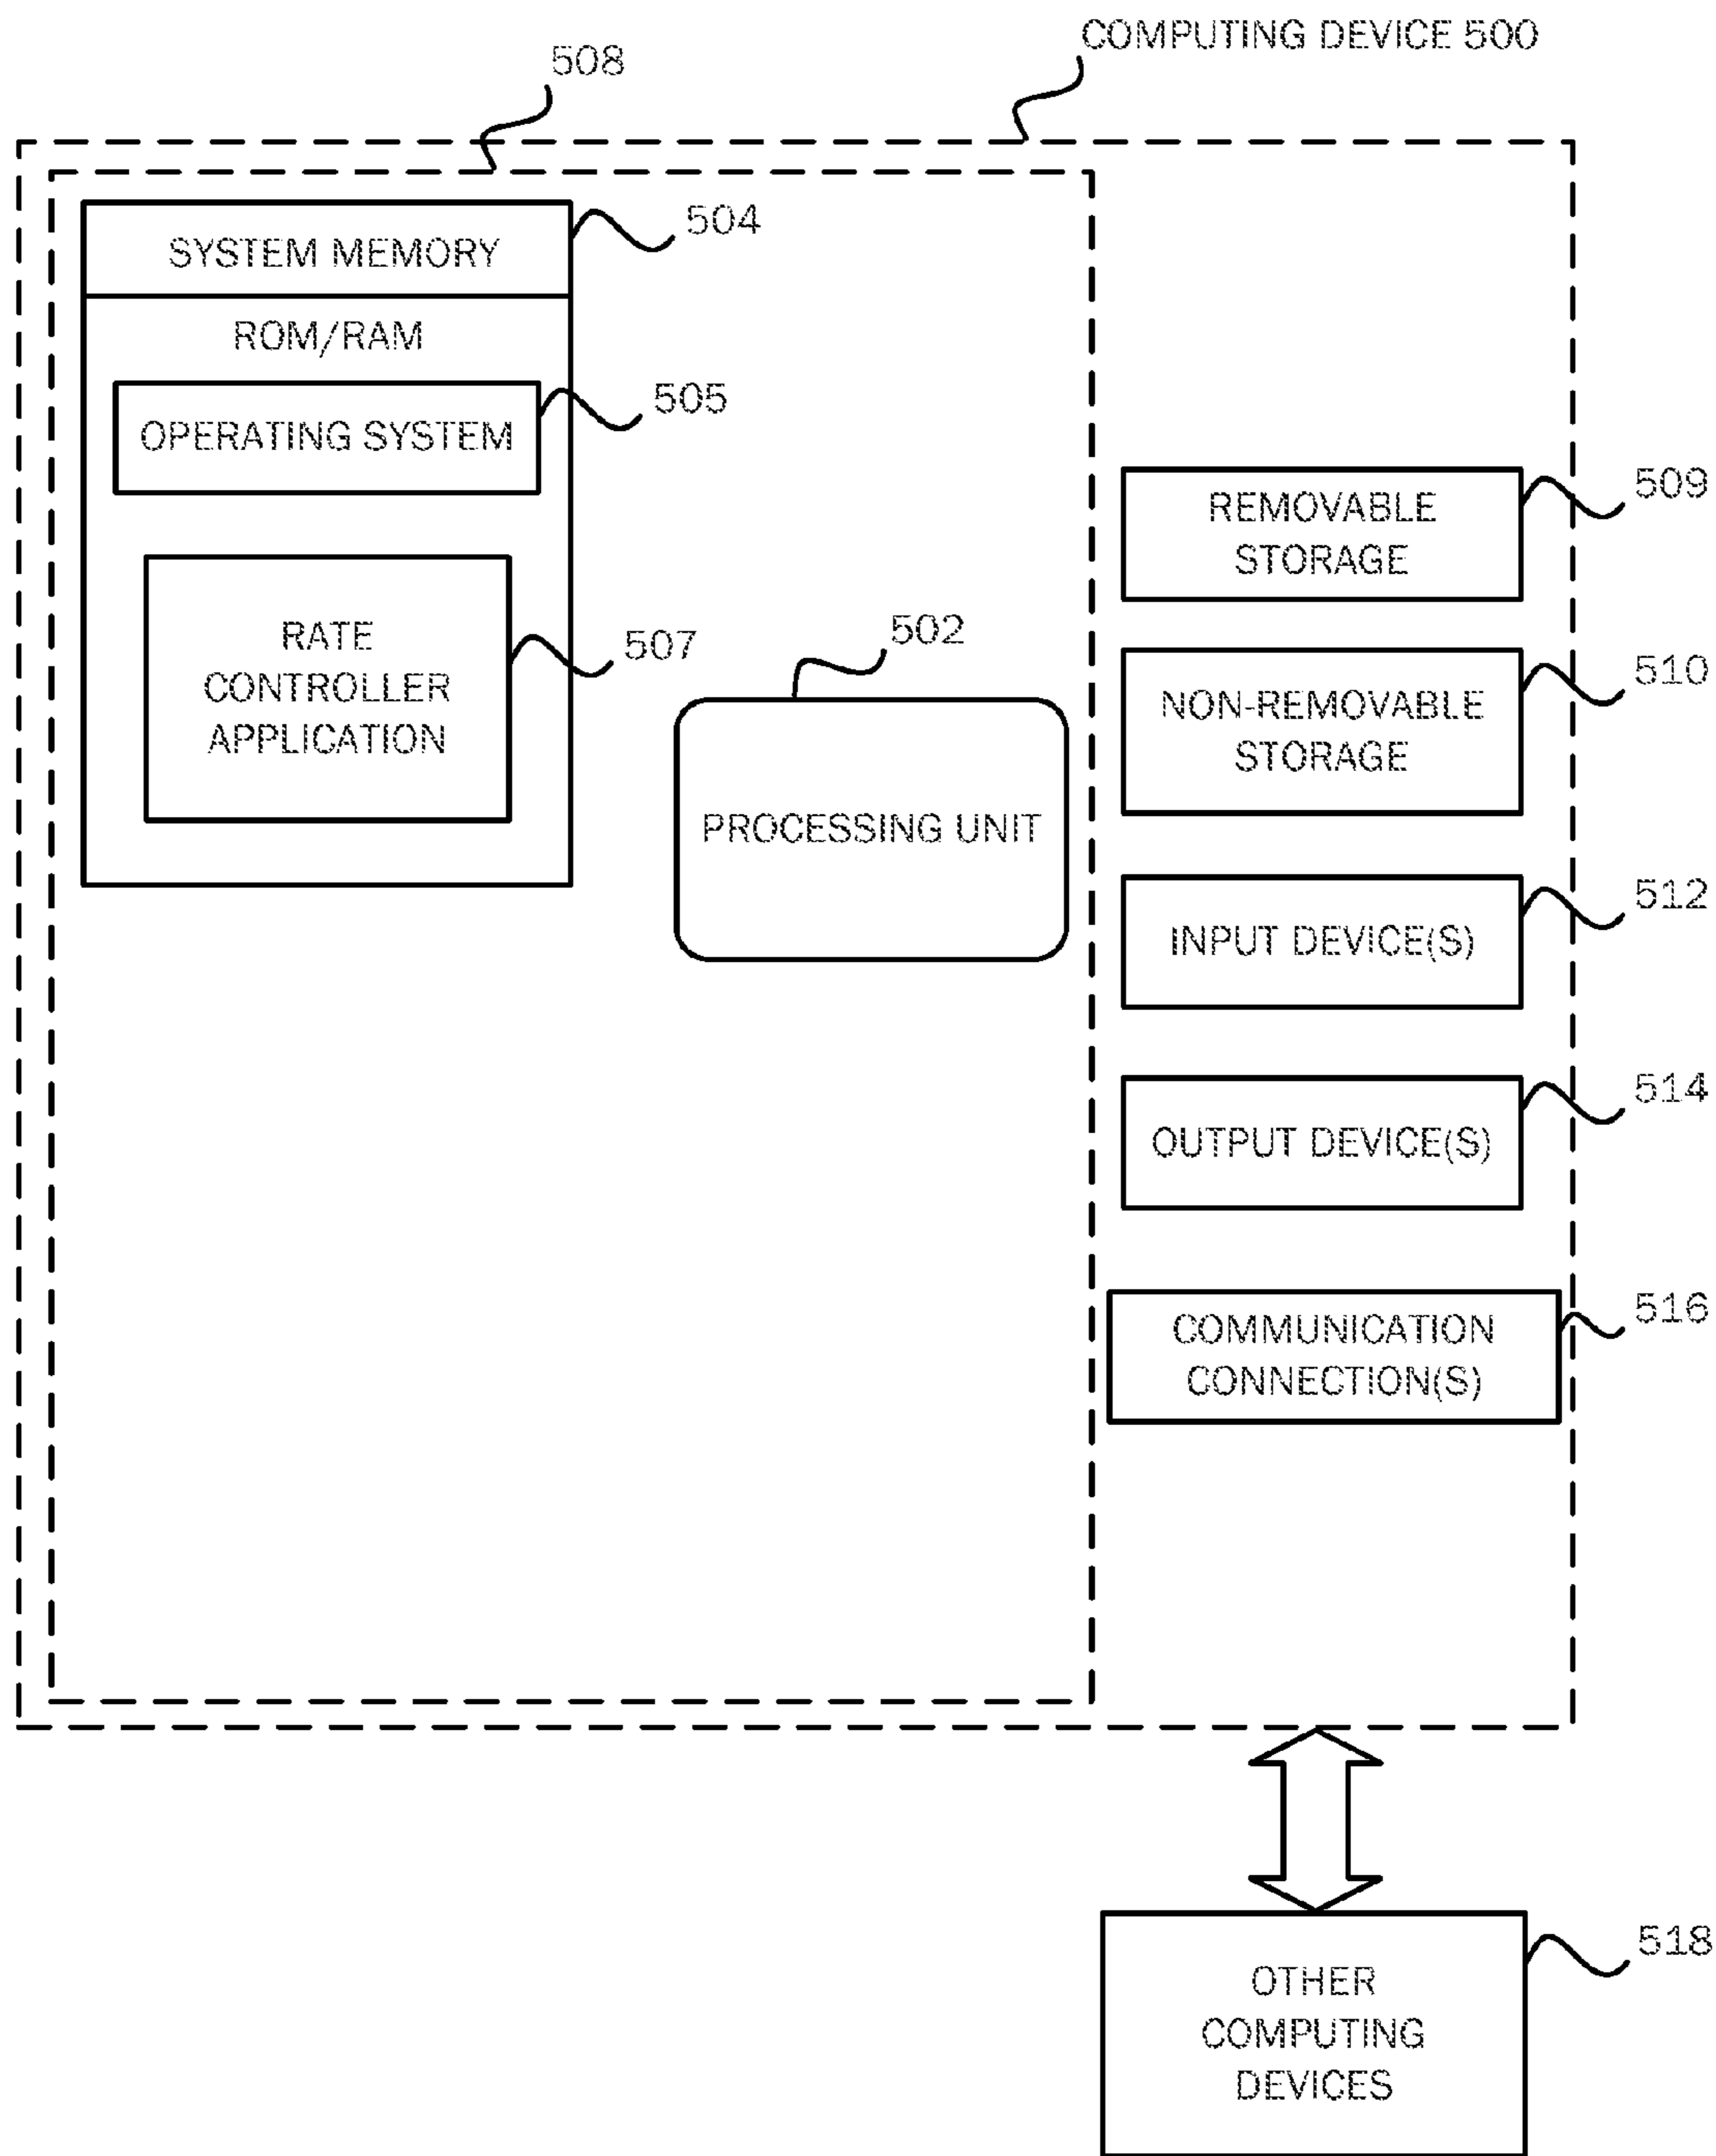 COMPUTING DEVICE 500
508
504
SYSTEM MEMORY
ROM/RAM
505
OPERATING SYSTEM
509
REMOVABLE
STORAGE
RATE
CONTROLLER
APPLICATION
507
502
PROCESSING UNIT
510
NON-REMOVABLE
STORAGE
512
INPUT DEVICE(S)
514
OUTPUT DEVICE(S)
516
COMMUNICATION
CONNECTION(S)
518
OTHER
COMPUTING
DEVICES